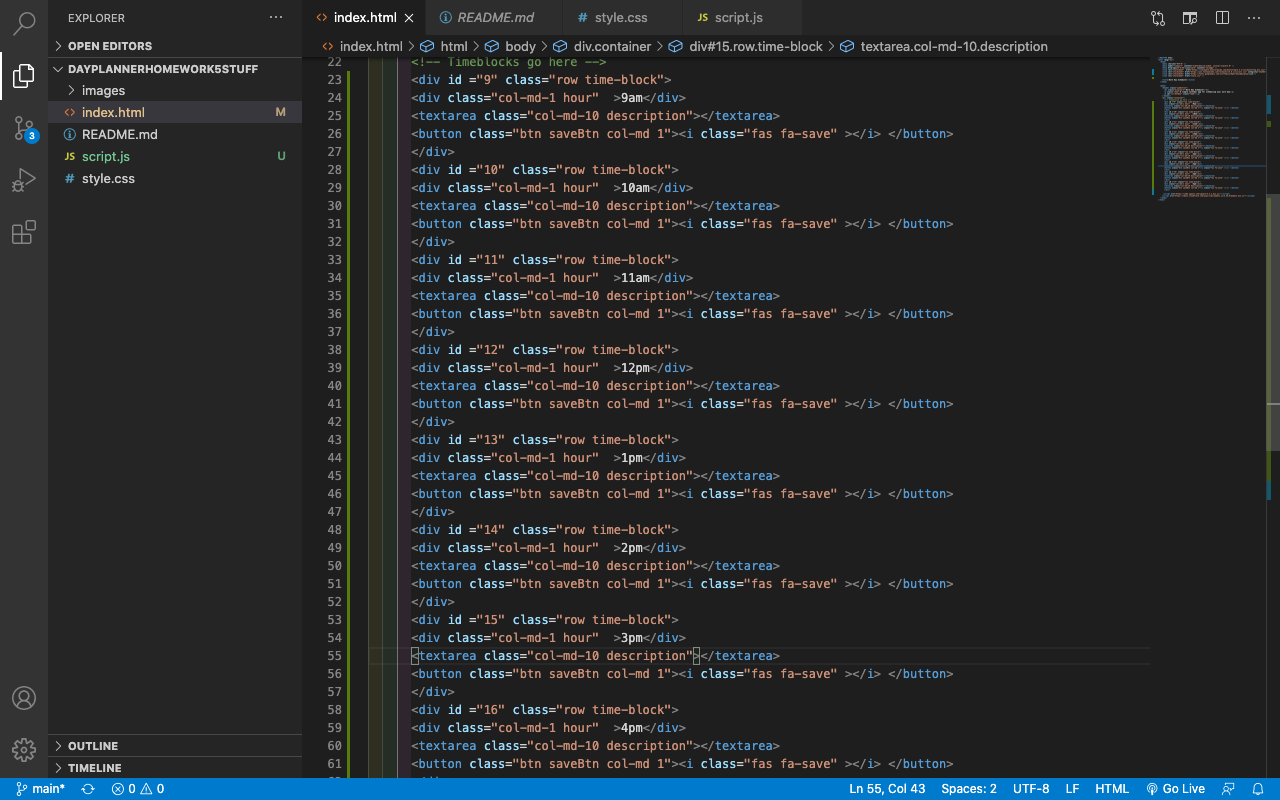 EXPLORER
OPEN EDITORS
DAYPLANNERHOMEWORK5STUFF
images
index.html M
README.md
JS script.js U
# style.css
OUTLINE
TIMELINE
3
<> index.html
README.md
# style.css
JS script.js
<> index.html > html > body > div.container > div#15.row.time-block > textarea.col-md-10.description
22 <!-- Timeblocks go here -->
23 <div id ="9" class="row time-block">
24 <div class="col-md-1 hour"  >9am</div>
25 <textarea class="col-md-10 description"></textarea>
26 <button class="btn saveBtn col-md 1"><i class="fas fa-save" ></i> </button>
27 </div>
28 <div id ="10" class="row time-block">
29 <div class="col-md-1 hour"  >10am</div>
30 <textarea class="col-md-10 description"></textarea>
31 <button class="btn saveBtn col-md 1"><i class="fas fa-save" ></i> </button>
32 </div>
33 <div id ="11" class="row time-block">
34 <div class="col-md-1 hour"  >11am</div>
35 <textarea class="col-md-10 description"></textarea>
36 <button class="btn saveBtn col-md 1"><i class="fas fa-save" ></i> </button>
37 </div>
38 <div id ="12" class="row time-block">
39 <div class="col-md-1 hour"  >12pm</div>
40 <textarea class="col-md-10 description"></textarea>
41 <button class="btn saveBtn col-md 1"><i class="fas fa-save" ></i> </button>
42 </div>
43 <div id ="13" class="row time-block">
44 <div class="col-md-1 hour"  >1pm</div>
45 <textarea class="col-md-10 description"></textarea>
46 <button class="btn saveBtn col-md 1"><i class="fas fa-save" ></i> </button>
47 </div>
48 <div id ="14" class="row time-block">
49 <div class="col-md-1 hour"  >2pm</div>
50 <textarea class="col-md-10 description"></textarea>
51 <button class="btn saveBtn col-md 1"><i class="fas fa-save" ></i> </button>
52 </div>
53 <div id ="15" class="row time-block">
54 <div class="col-md-1 hour"  >3pm</div>
55 <textarea class="col-md-10 description"></textarea>
56 <button class="btn saveBtn col-md 1"><i class="fas fa-save" ></i> </button>
57 </div>
58 <div id ="16" class="row time-block">
59 <div class="col-md-1 hour"  >4pm</div>
60 <textarea class="col-md-10 description"></textarea>
61 <button class="btn saveBtn col-md 1"><i class="fas fa-save" ></i> </button>
main* 0 0 Ln 55, Col 43 Spaces: 2 UTF-8 LF HTML Go Live